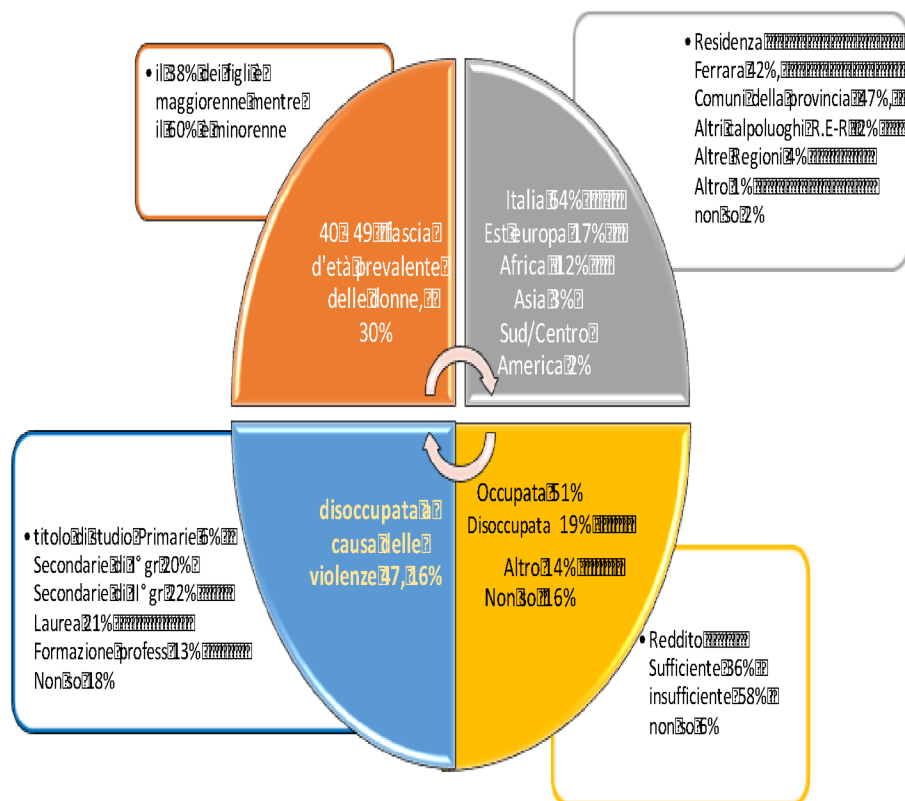 • il 38% dei figli è
maggiorenne mentre
il 60% è minorenne
• Residenza
Ferrara 42%,
Comuni della provincia 47%,
Altri calpoluoghi R.E-R 2%
Altre Regioni 4%
Altro 1%
non so 2%
40 49 fascia
d'età prevalente
delle donne,
30%
Italia 64%
Est europa 17%
Africa 12%
Asia 3%
Sud/Centro
America 2%
disoccupata a
causa delle
violenze 47, 16%
Occupata 51%
Disoccupata 19%
Altro 14%
Non so 16%
• titolo di studio Primarie 6%
Secondarie di gr 20%
Secondarie di gr 22%
Laurea 21%
Formazione profess 13%
Non so 18%
• Reddito
Sufficiente 36%
insufficiente 58%
non so 6%